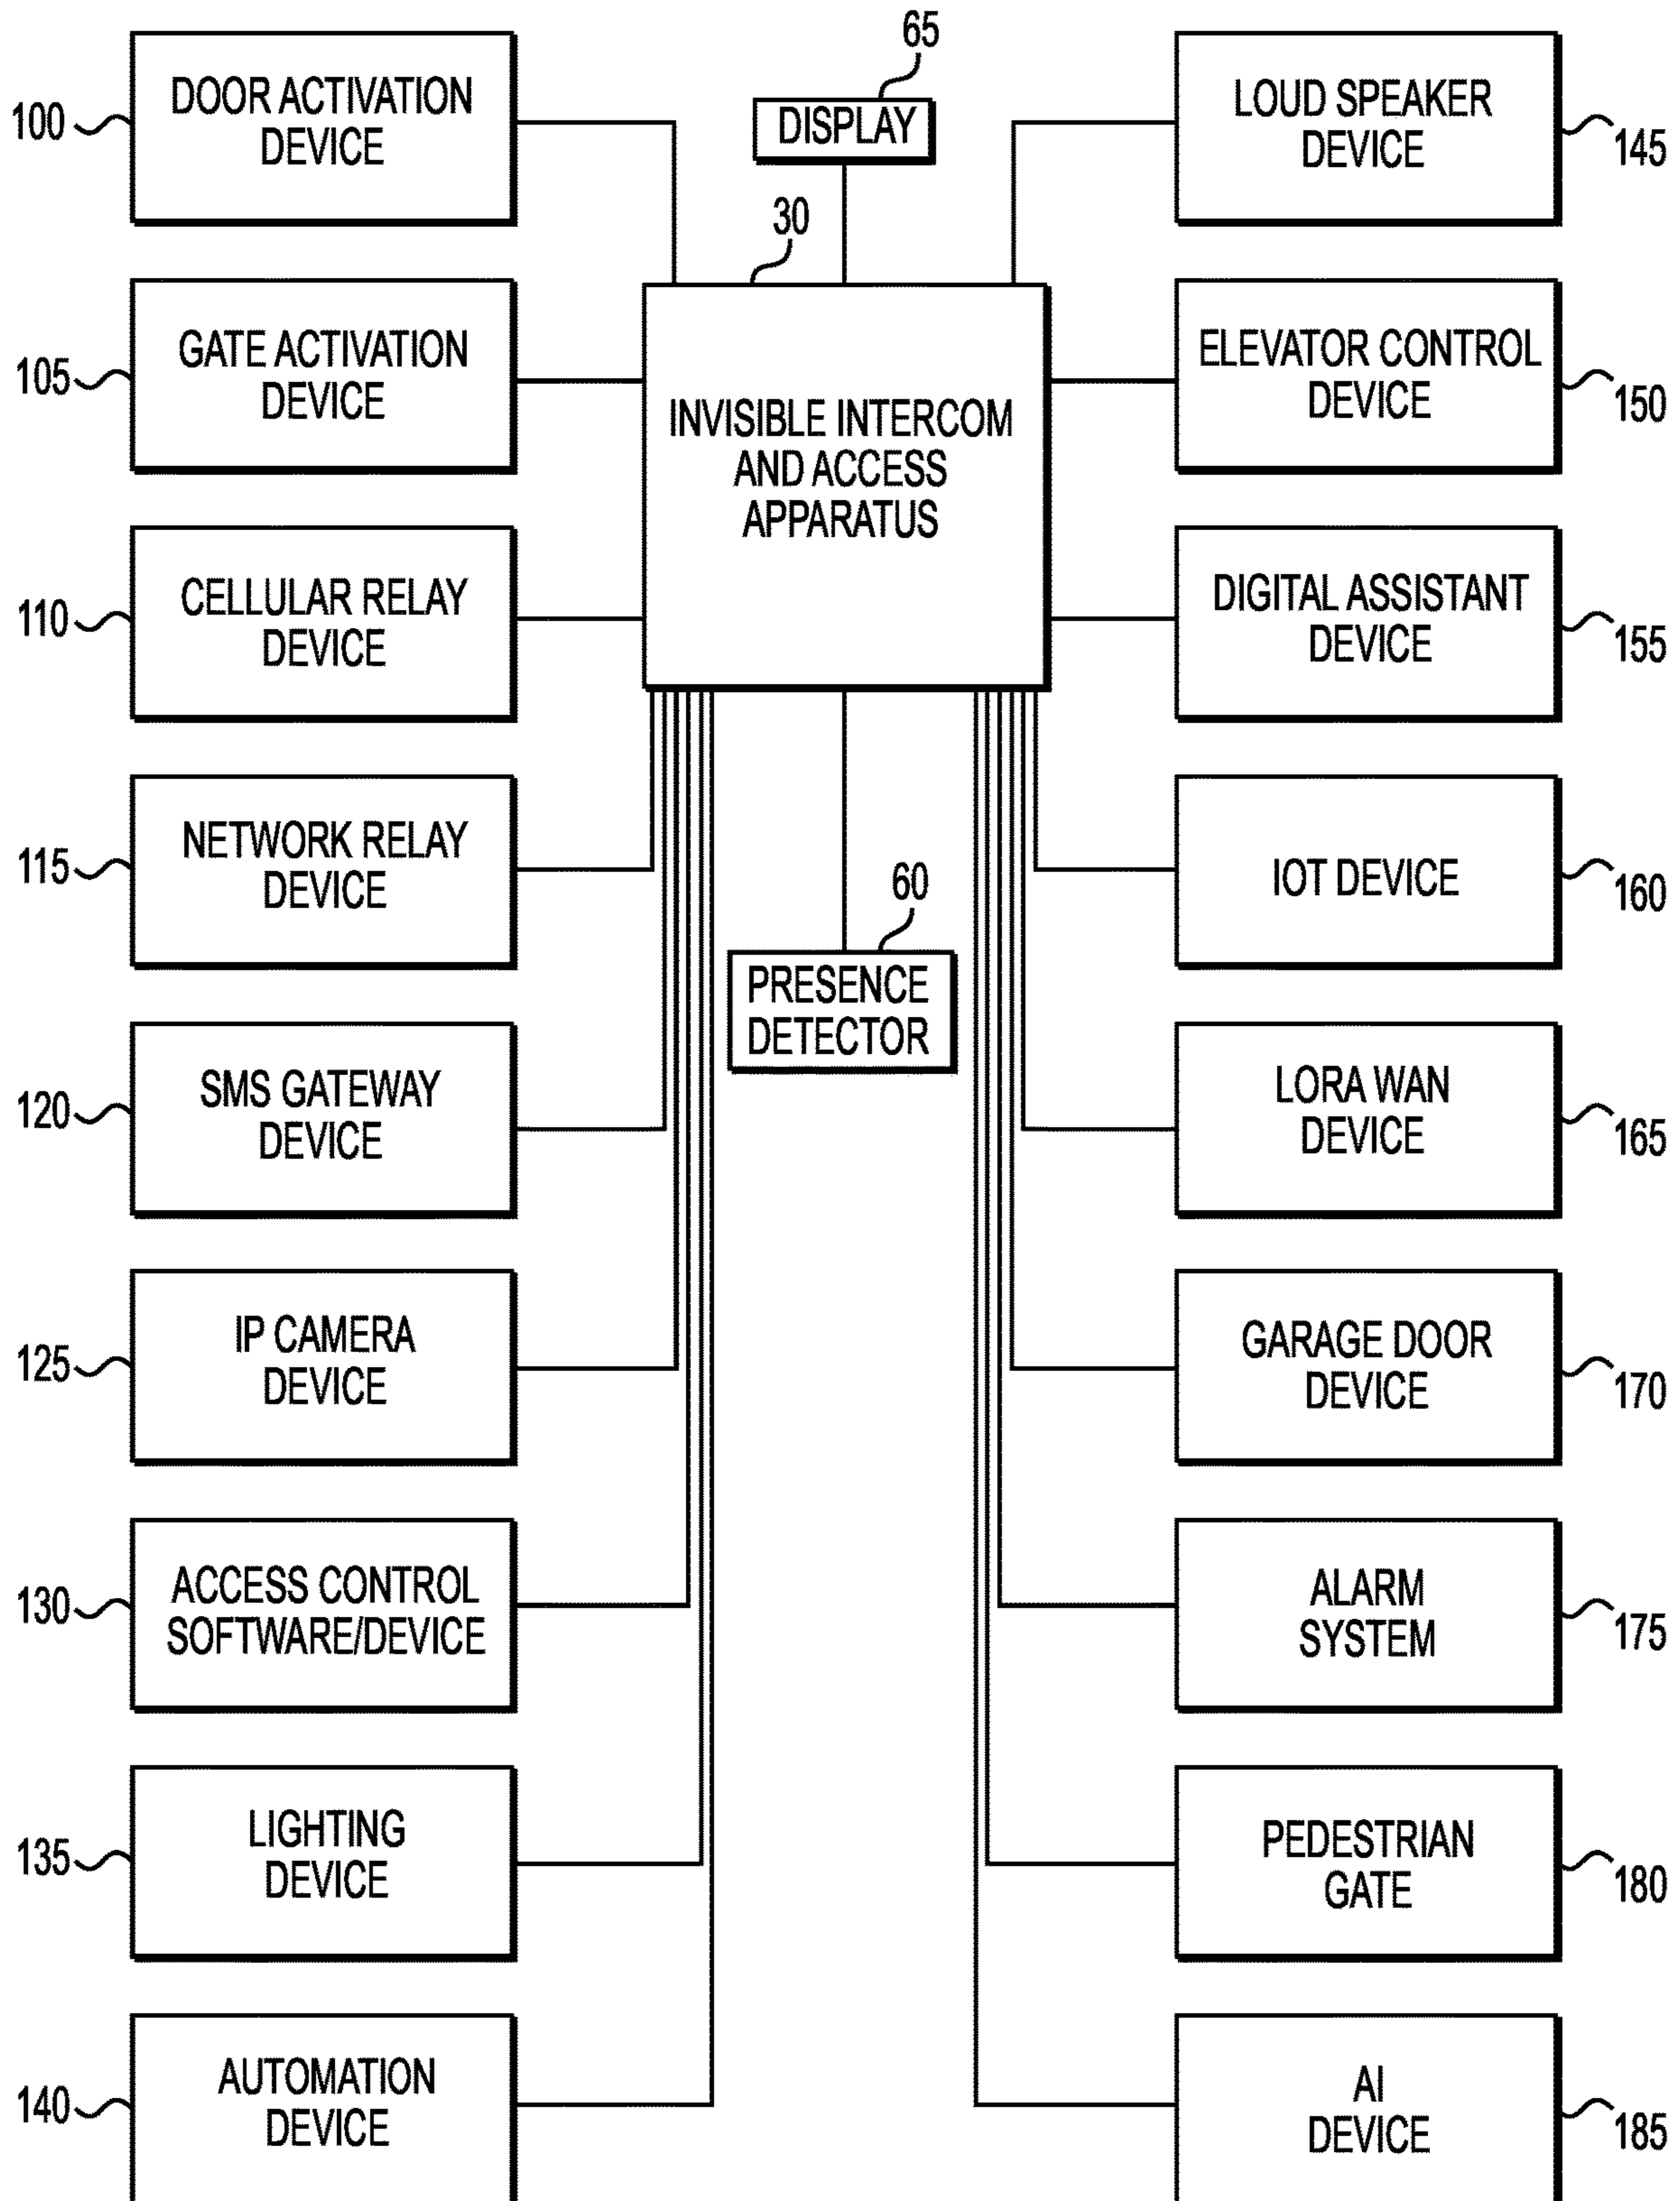 65
DOOR ACTIVATION
DEVICE
100
DISPLAY
LOUD SPEAKER
DEVICE
145
30
GATE ACTIVATION
DEVICE
105
INVISIBLE INTERCOM
AND ACCESS
APPARATUS
ELEVATOR CONTROL
DEVICE
150
CELLULAR RELAY
DEVICE
110
DIGITAL ASSISTANT
DEVICE
155
NETWORK RELAY
DEVICE
115
60
PRESENCE
DETECTOR
IOT DEVICE
160
SMS GATEWAY
DEVICE
120
LORA WAN
DEVICE
165
IP CAMERA
DEVICE
125
GARAGE DOOR
DEVICE
170
ACCESS CONTROL
SOFTWARE/DEVICE
130
ALARM
SYSTEM
175
LIGHTING
DEVICE
135
PEDESTRIAN
GATE
180
AUTOMATION
DEVICE
140
AI
DEVICE
185